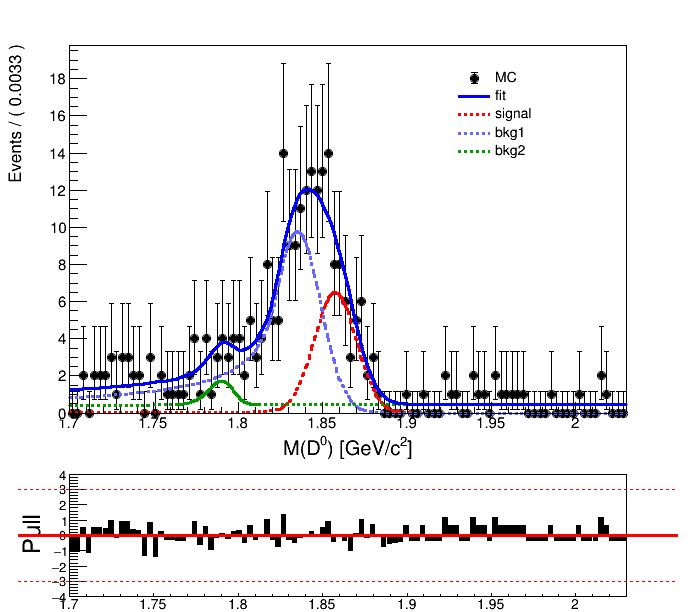 Events / ( 0.0033 )
18
16
14
12
10
8
6
4
2
0
MC
fit
signal
bkg1
bkg2
1.7 1.75 1.8 1.85 1.9 1.95 2
M(D⁰) [GeV/c²]
Pull
4
3
2
1
0
−1
−2
−3
−4
1.7 1.75 1.8 1.85 1.9 1.95 2